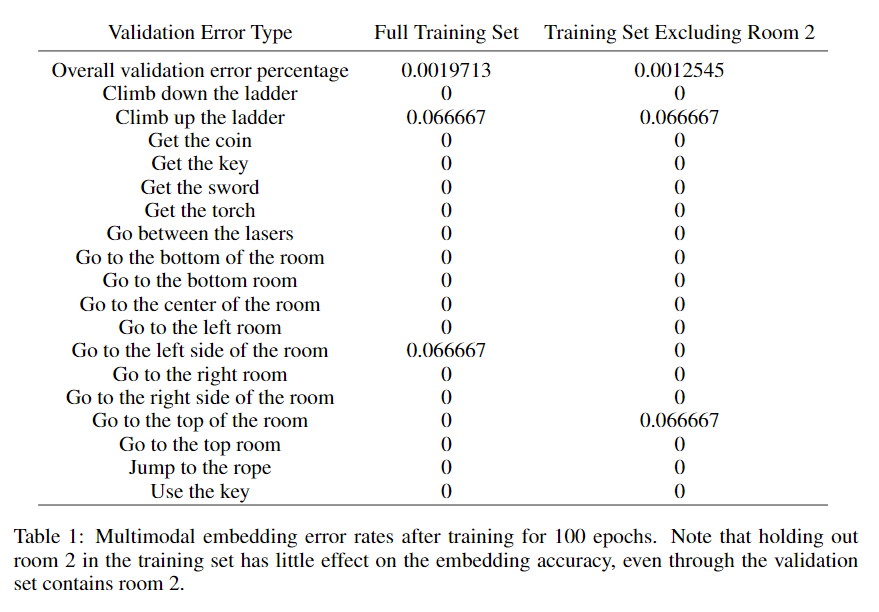 Validation Error Type Full Training Set Training Set Excluding Room 2
Overall validation error percentage 0.0019713 0.0012545
Climb down the ladder 0 0
Climb up the ladder 0.066667 0.066667
Get the coin 0 0
Get the key 0 0
Get the sword 0 0
Get the torch 0 0
Go between the lasers 0 0
Go to the bottom of the room 0 0
Go to the bottom room 0 0
Go to the center of the room 0 0
Go to the left room 0 0
Go to the left side of the room 0.066667 0
Go to the right room 0 0
Go to the right side of the room 0 0
Go to the top of the room 0 0.066667
Go to the top room 0 0
Jump to the rope 0 0
Use the key 0 0
Table 1: Multimodal embedding error rates after training for 100 epochs. Note that holding out
room 2 in the training set has little effect on the embedding accuracy, even through the validation
set contains room 2.